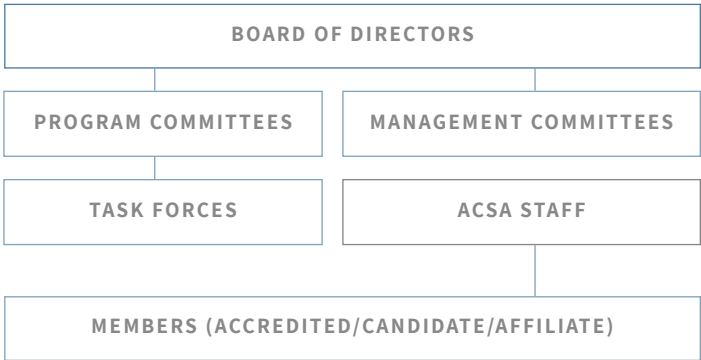 BOARD OF DIRECTORS
PROGRAM COMMITTEES
MANAGEMENT COMMITTEES
TASK FORCES
ACSA STAFF
MEMBERS (ACCREDITED/CANDIDATE/AFFILIATE)